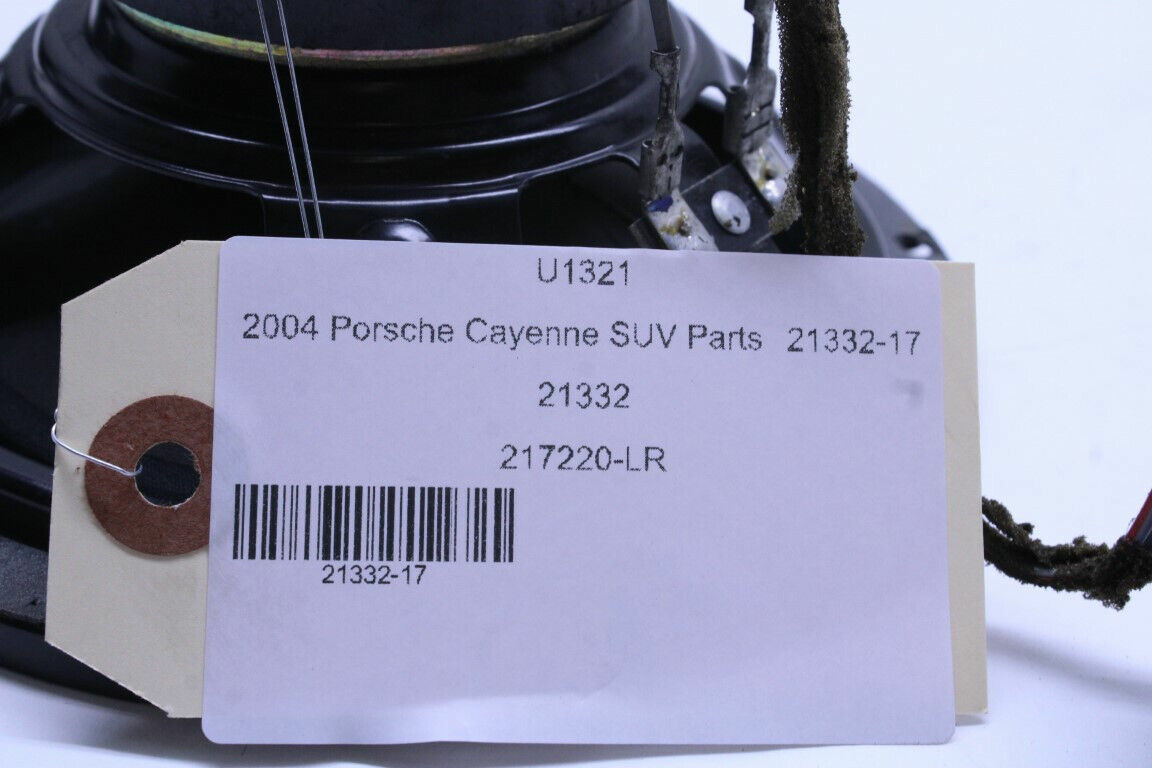 U1321
2004 Porsche Cayenne SUV Parts 21332-17
21332
217220-LR
21332-17